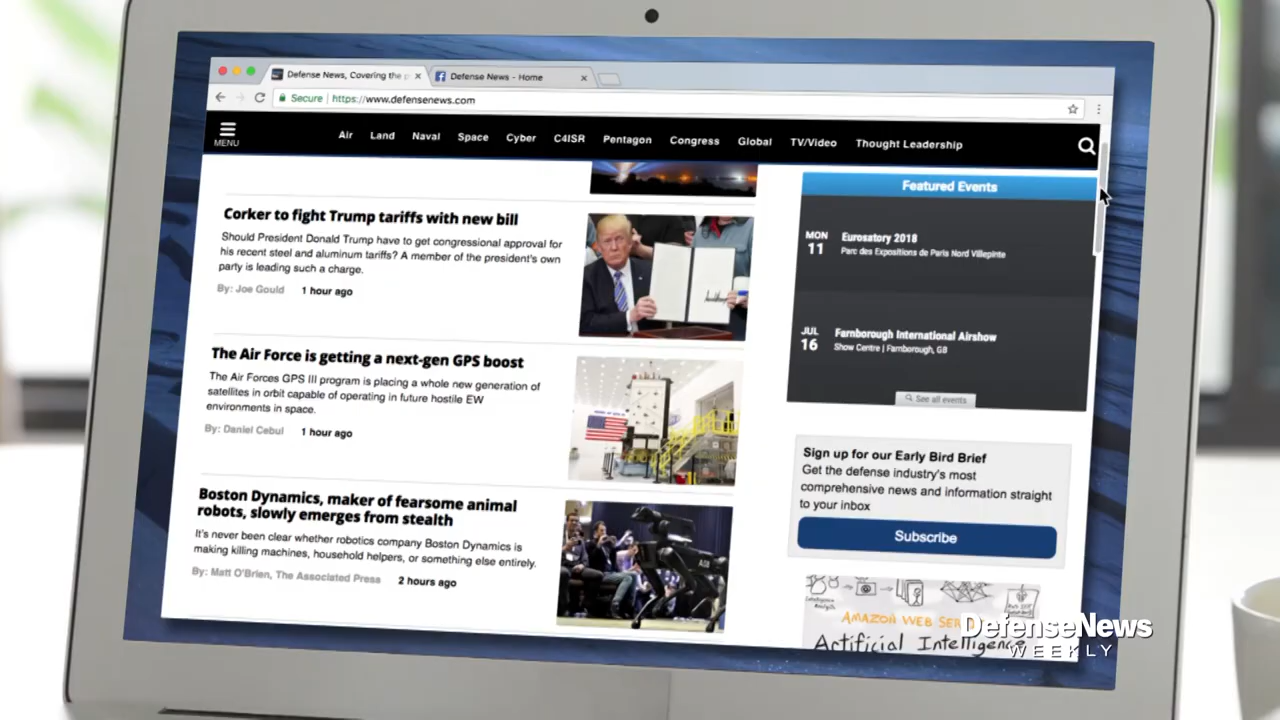 Defense News, Covering the p
Defense News - Home
Secure https://www.defensenews.com
MENU
Air Land Naval Space Cyber C4ISR Pentagon Congress Global TV/Video Thought Leadership
Corker to fight Trump tariffs with new bill
Should President Donald Trump have to get congressional approval for
his recent steel and aluminum tariffs? A member of the president's own
party is leading such a charge.
By: Joe Gould 1 hour ago
The Air Force is getting a next-gen GPS boost
The Air Forces GPS III program is placing a whole new generation of
satellites in orbit capable of operating in future hostile EW
environments in space.
By: Daniel Cebul 1 hour ago
Boston Dynamics, maker of fearsome animal
robots, slowly emerges from stealth
It's never been clear whether robotics company Boston Dynamics is
making killing machines, household helpers, or something else entirely.
By: Matt O'Brien, The Associated Press 2 hours ago
Featured Events
MON
11
Eurosatory 2018
Parc des Expositions de Paris Nord Villepinte
JUL
16
Farnborough International Airshow
Show Centre | Farnborough, GB
See all events
Sign up for our Early Bird Brief
Get the defense industry's most
comprehensive news and information straight
to your inbox
Subscribe
AMAZON WEB SER
Artificial Intelligence
DefenseNews
WEEKLY